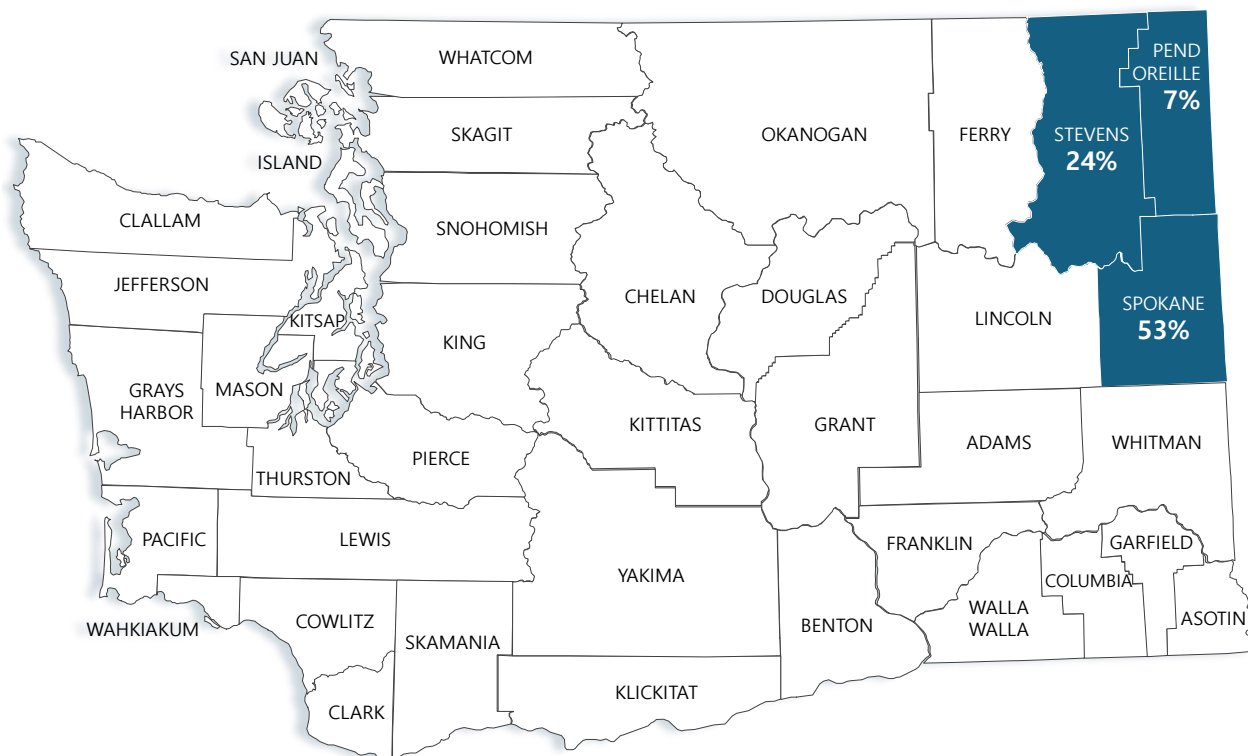 WHATCOM
SAN JUAN
SKAGIT
ISLAND
OKANOGAN
FERRY
STEVENS
24%
PEND
OREILLE
7%
CLALLAM
SNOHOMISH
JEFFERSON
CHELAN
DOUGLAS
LINCOLN
SPOKANE
53%
KITSAP
KING
MASON
GRAYS
HARBOR
KITTITAS
GRANT
ADAMS
WHITMAN
PIERCE
THURSTON
PACIFIC
LEWIS
YAKIMA
FRANKLIN
GARFIELD
COLUMBIA
WAHKIAKUM
COWLITZ
SKAMANIA
BENTON
WALLA
WALLA
ASOTIN
KLICKITAT
CLARK